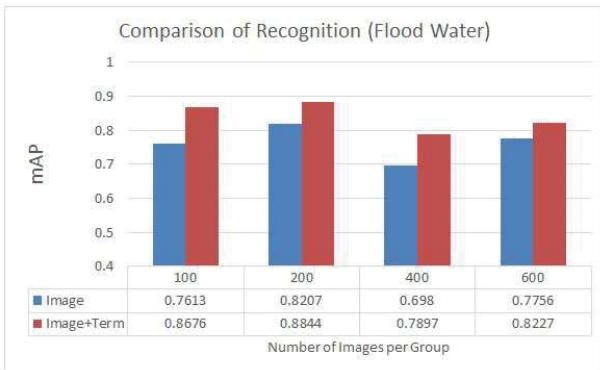 Comparison of Recognition (Flood Water)
1
0.9
0.8
0.7
0.6
0.5
0.4
mAP
100 200 400 600
Image 0.7613 0.8207 0.698 0.7756
Image+Term 0.8676 0.8844 0.7897 0.8227
Number of Images per Group